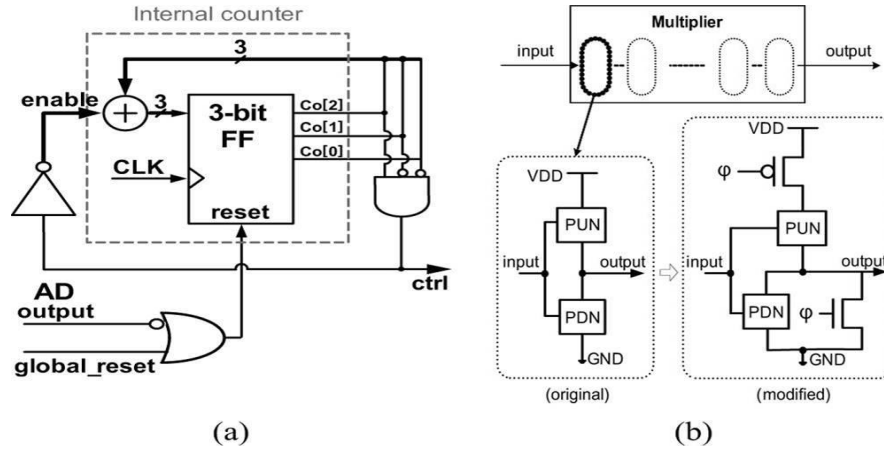 Internal counter
3
enable
3
3-bit
FF
Co[2]
Co[1]
Co[0]
CLK
reset
ctrl
AD
output
global_reset
(a)
Multiplier
input
output
VDD
PUN
input
output
PDN
GND
(original)
VDD
φ
PUN
input
output
PDN
φ
GND
(modified)
(b)